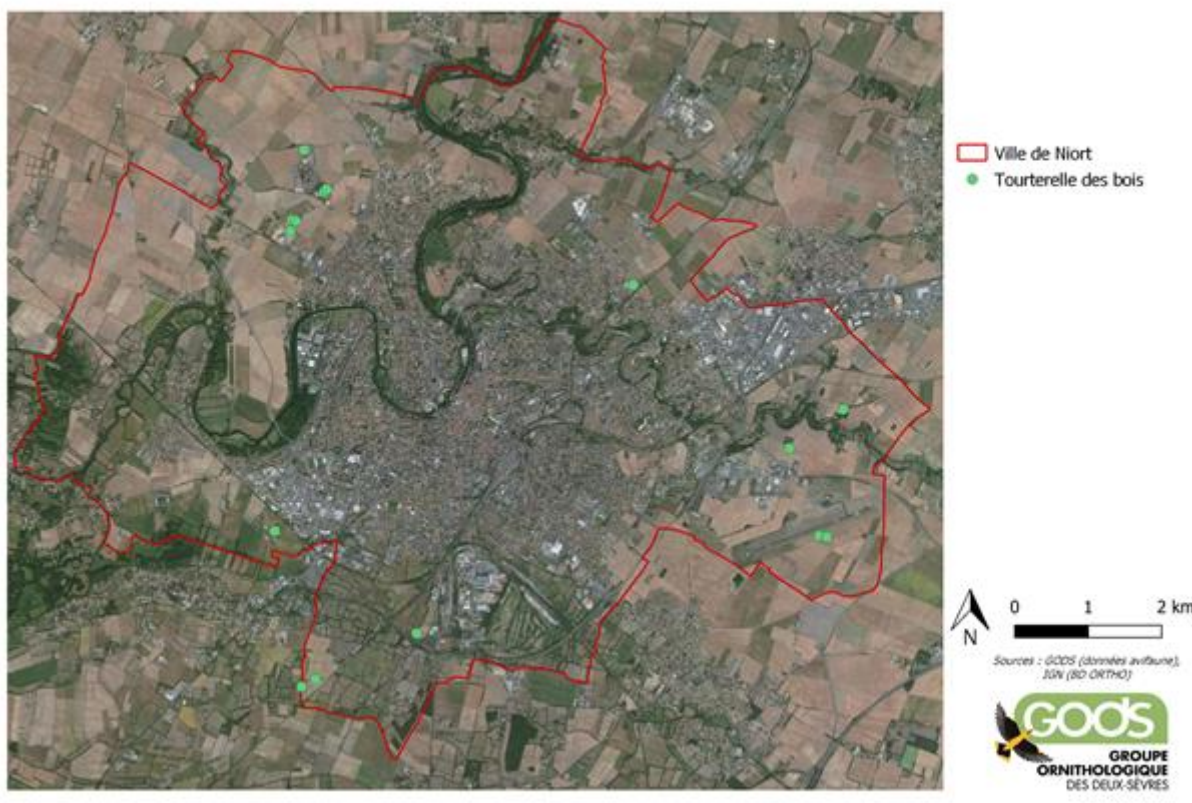 Ville de Niort
Tourterelle des bois
0 1 2 km
N
Sources : GODS (données avifaune),
IGN (BD ORTHO)
GODS
GROUPE
ORNITHOLOGIQUE
DES DEUX-SÈVRES